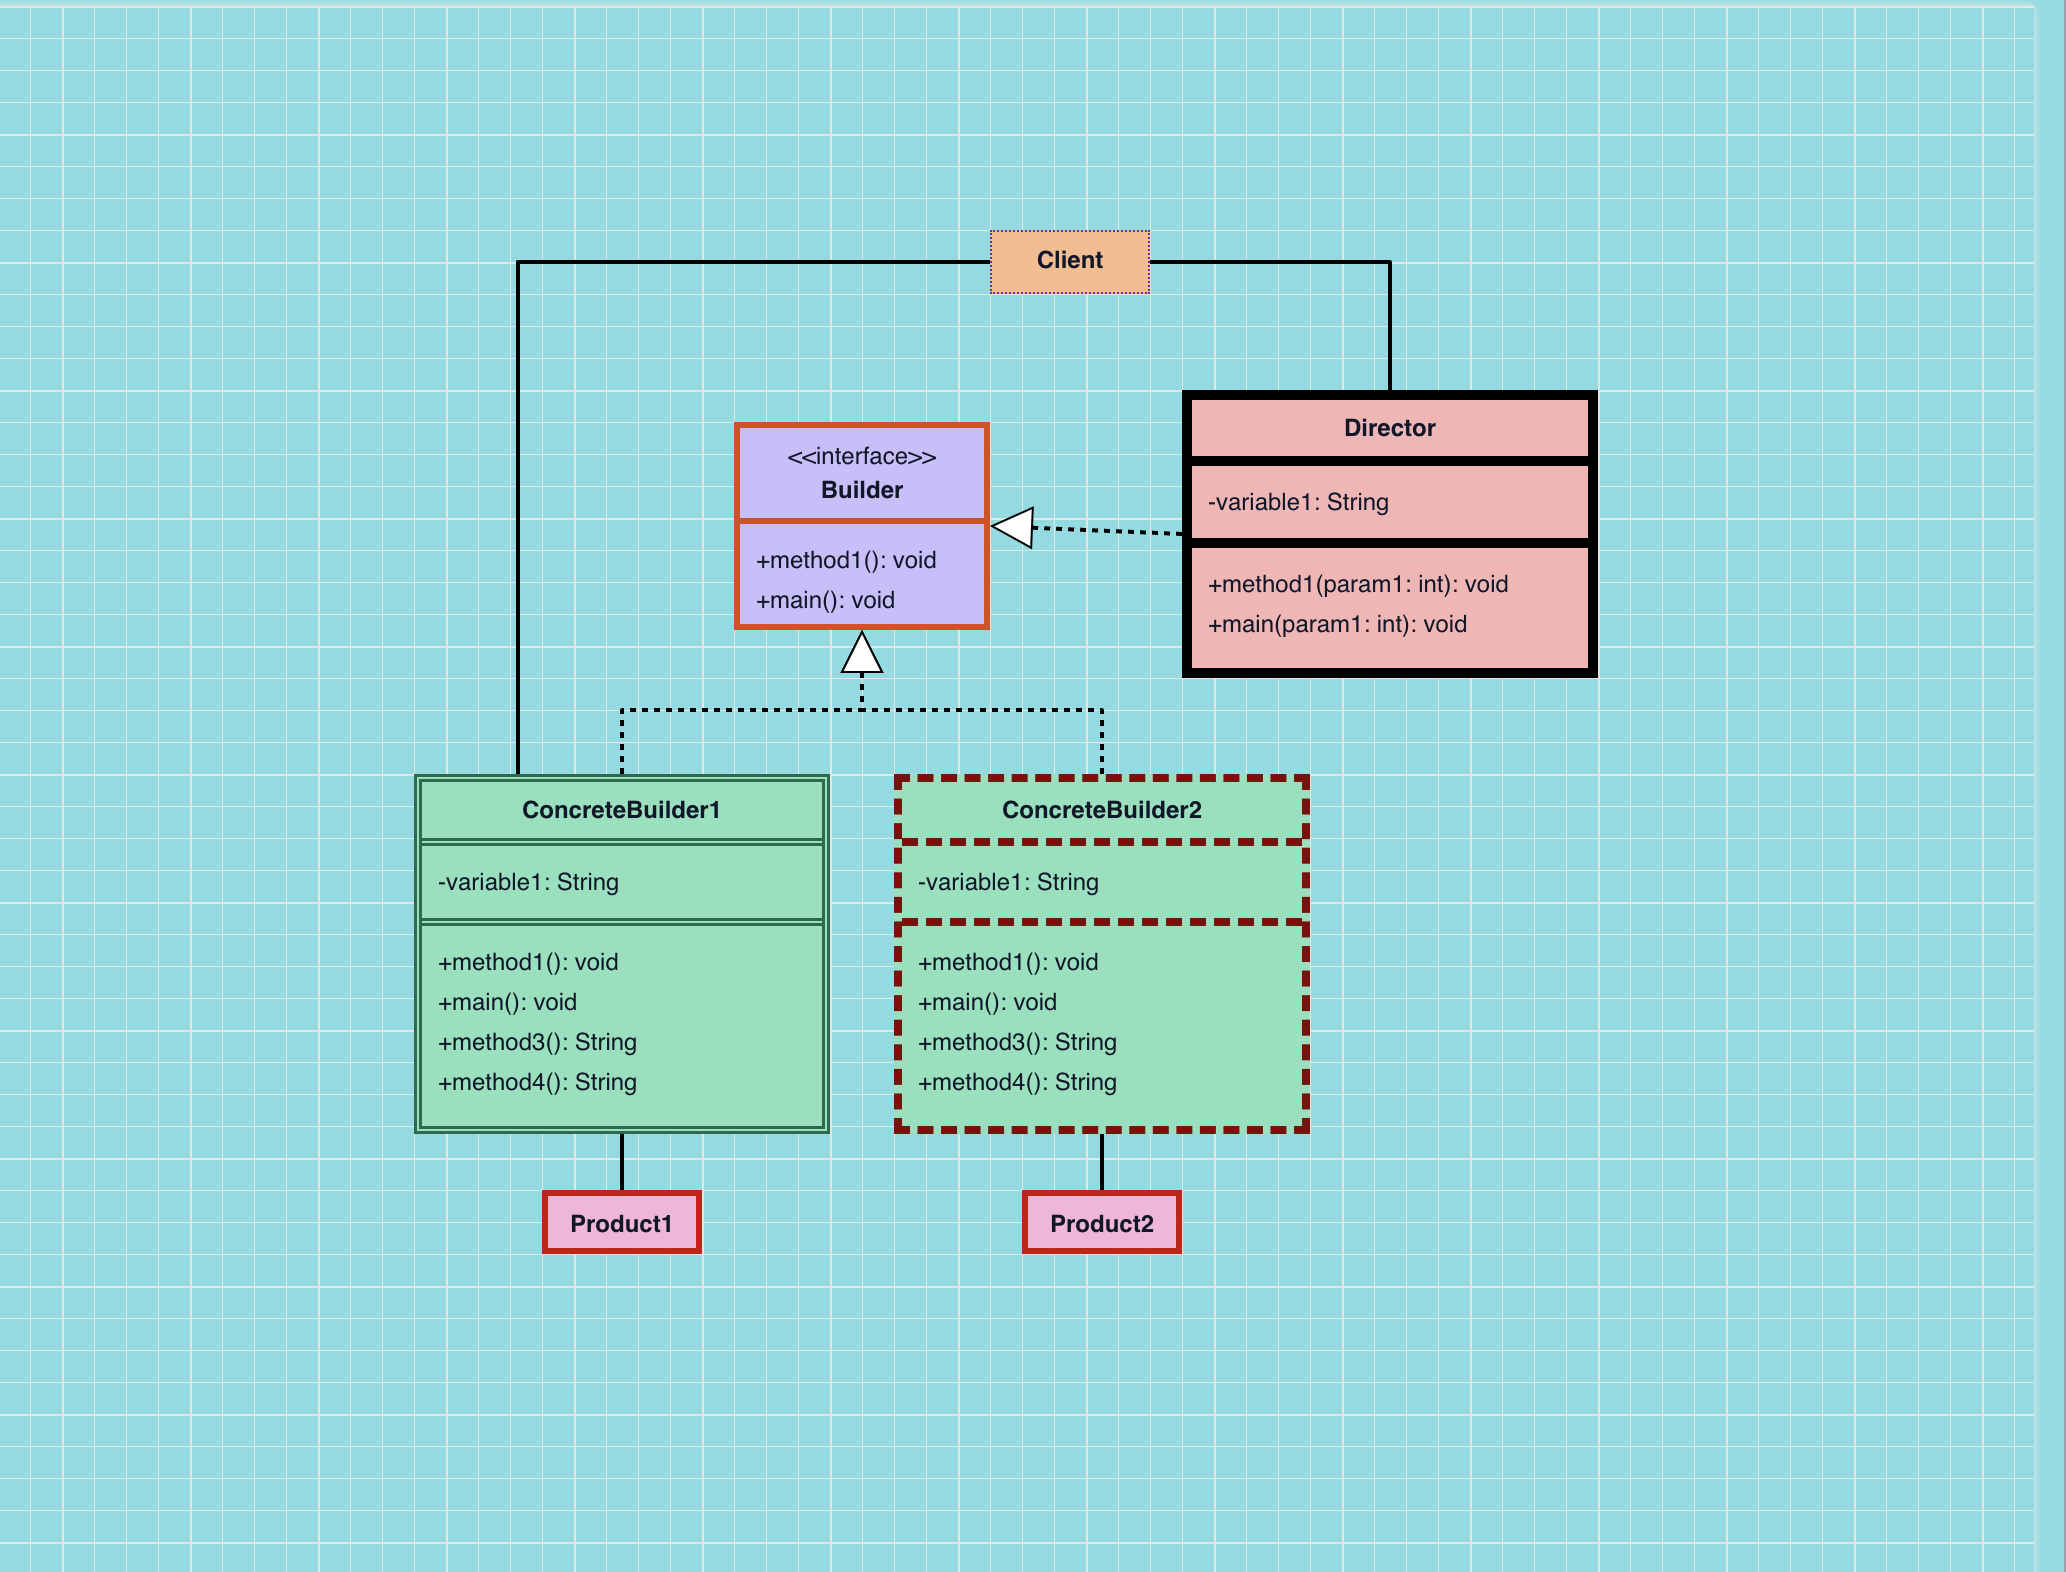 Client
<<interface>>
Builder
+method1(): void
+main(): void
Director
-variable1: String
+method1(param1: int): void
+main(param1: int): void
ConcreteBuilder1
-variable1: String
+method1(): void
+main(): void
+method3(): String
+method4(): String
ConcreteBuilder2
-variable1: String
+method1(): void
+main(): void
+method3(): String
+method4(): String
Product1
Product2